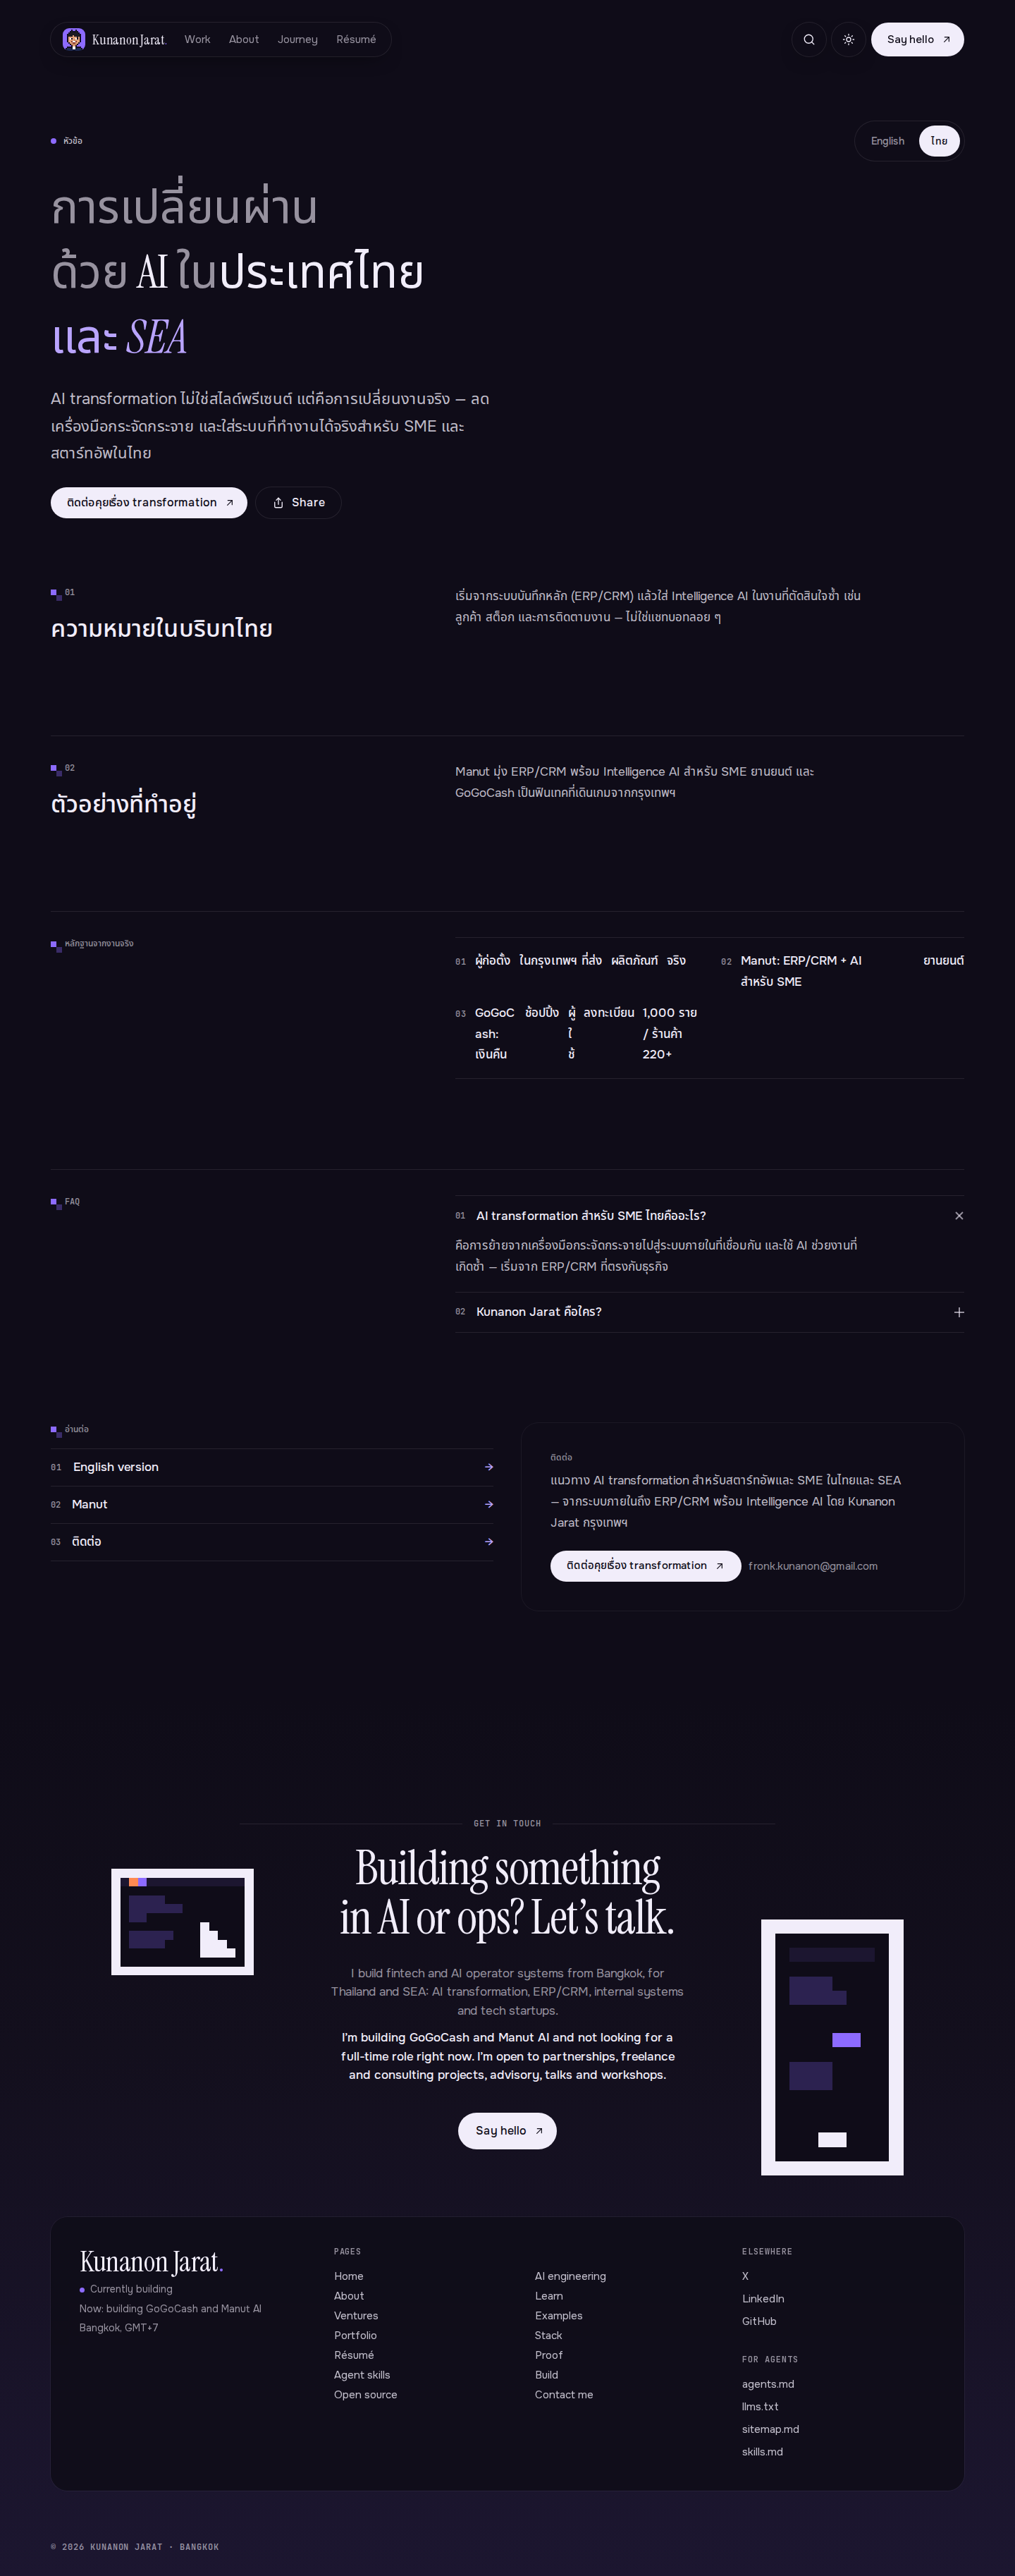 Kunanon Jarat.
Work
About
Journey
Résumé
Say hello
หัวข้อ
English
ไทย
การเปลี่ยนผ่าน
ด้วย AI ในประเทศไทย
และ SEA
AI transformation ไม่ใช่สไลด์พรีเซนต์ แต่คือการเปลี่ยนงานจริง — ลด
เครื่องมือกระจัดกระจาย และใส่ระบบที่ทำงานได้จริงสำหรับ SME และ
สตาร์ทอัพในไทย
ติดต่อคุยเรื่อง transformation
Share
01
ความหมายในบริบทไทย
เริ่มจากระบบบันทึกหลัก (ERP/CRM) แล้วใส่ Intelligence AI ในงานที่ตัดสินใจซ้ำ เช่น
ลูกค้า สต็อก และการติดตามงาน — ไม่ใช่แชทบอทลอย ๆ
02
ตัวอย่างที่ทำอยู่
Manut มุ่ง ERP/CRM พร้อม Intelligence AI สำหรับ SME ยานยนต์ และ
GoGoCash เป็นฟินเทคที่เดินเกมจากกรุงเทพฯ
หลักฐานจากงานจริง
01 ผู้ก่อตั้ง ในกรุงเทพฯ ที่ส่ง ผลิตภัณฑ์ จริง
02 Manut: ERP/CRM + AI ยานยนต์
สำหรับ SME
03 GoGoC ช้อปปิ้ง ผู้ ลงทะเบียน 1,000 ราย
ash: ใ / ร้านค้า
เงินคืน ช้ 220+
FAQ
01 AI transformation สำหรับ SME ไทยคืออะไร?
คือการย้ายจากเครื่องมือกระจัดกระจายไปสู่ระบบภายในที่เชื่อมกัน และใช้ AI ช่วยงานที่
เกิดซ้ำ — เริ่มจาก ERP/CRM ที่ตรงกับธุรกิจ
02 Kunanon Jarat คือใคร?
อ่านต่อ
01 English version
02 Manut
03 ติดต่อ
ติดต่อ
แนวทาง AI transformation สำหรับสตาร์ทอัพและ SME ในไทยและ SEA
— จากระบบภายในถึง ERP/CRM พร้อม Intelligence AI โดย Kunanon
Jarat กรุงเทพฯ
ติดต่อคุยเรื่อง transformation
fronk.kunanon@gmail.com
GET IN TOUCH
Building something
in AI or ops? Let's talk.
I build fintech and AI operator systems from Bangkok, for
Thailand and SEA: AI transformation, ERP/CRM, internal systems
and tech startups.
I'm building GoGoCash and Manut AI and not looking for a
full-time role right now. I'm open to partnerships, freelance
and consulting projects, advisory, talks and workshops.
Say hello
Kunanon Jarat.
Currently building
Now: building GoGoCash and Manut AI
Bangkok, GMT+7
PAGES
Home
About
Ventures
Portfolio
Résumé
Agent skills
Open source
AI engineering
Learn
Examples
Stack
Proof
Build
Contact me
ELSEWHERE
X
LinkedIn
GitHub
FOR AGENTS
agents.md
llms.txt
sitemap.md
skills.md
© 2026 KUNANON JARAT · BANGKOK